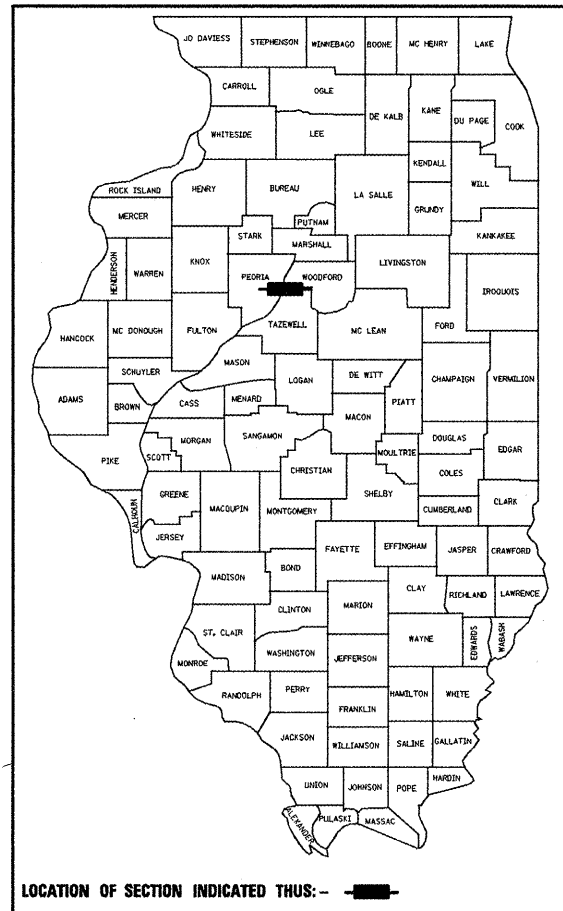 JO DAVIESS
STEPHENSON
WINNEBAGO
BOONE
MC HENRY
LAKE
CARROLL
OGLE
DE KALB
KANE
DU PAGE
COOK
WHITESIDE
LEE
KENDALL
WILL
ROCK ISLAND
HENRY
BUREAU
LA SALLE
GRUNDY
MERCER
PUTNAM
KANKAKEE
STARK
MARSHALL
HENDERSON
WARREN
KNOX
PEORIA
WOODFORD
LIVINGSTON
IROQUOIS
HANCOCK
MC DONOUGH
FULTON
TAZEWELL
MC LEAN
FORD
SCHUYLER
MASON
LOGAN
DE WITT
CHAMPAIGN
VERMILION
ADAMS
BROWN
CASS
MENARD
MACON
PIATT
MORGAN
SANGAMON
DOUGLAS
EDGAR
PIKE
SCOTT
CHRISTIAN
MOULTRIE
COLES
CALHOUN
GREENE
MACOUPIN
MONTGOMERY
SHELBY
CUMBERLAND
CLARK
JERSEY
FAYETTE
EFFINGHAM
JASPER
CRAWFORD
MADISON
BOND
CLAY
RICHLAND
LAWRENCE
CLINTON
MARION
ST. CLAIR
WAYNE
EDWARDS
WABASH
WASHINGTON
JEFFERSON
MONROE
RANDOLPH
PERRY
HAMILTON
WHITE
FRANKLIN
JACKSON
WILLIAMSON
SALINE
GALLATIN
UNION
JOHNSON
POPE
HARDIN
ALEXANDER
PULASKI
MASSAC
LOCATION OF SECTION INDICATED THUS:-